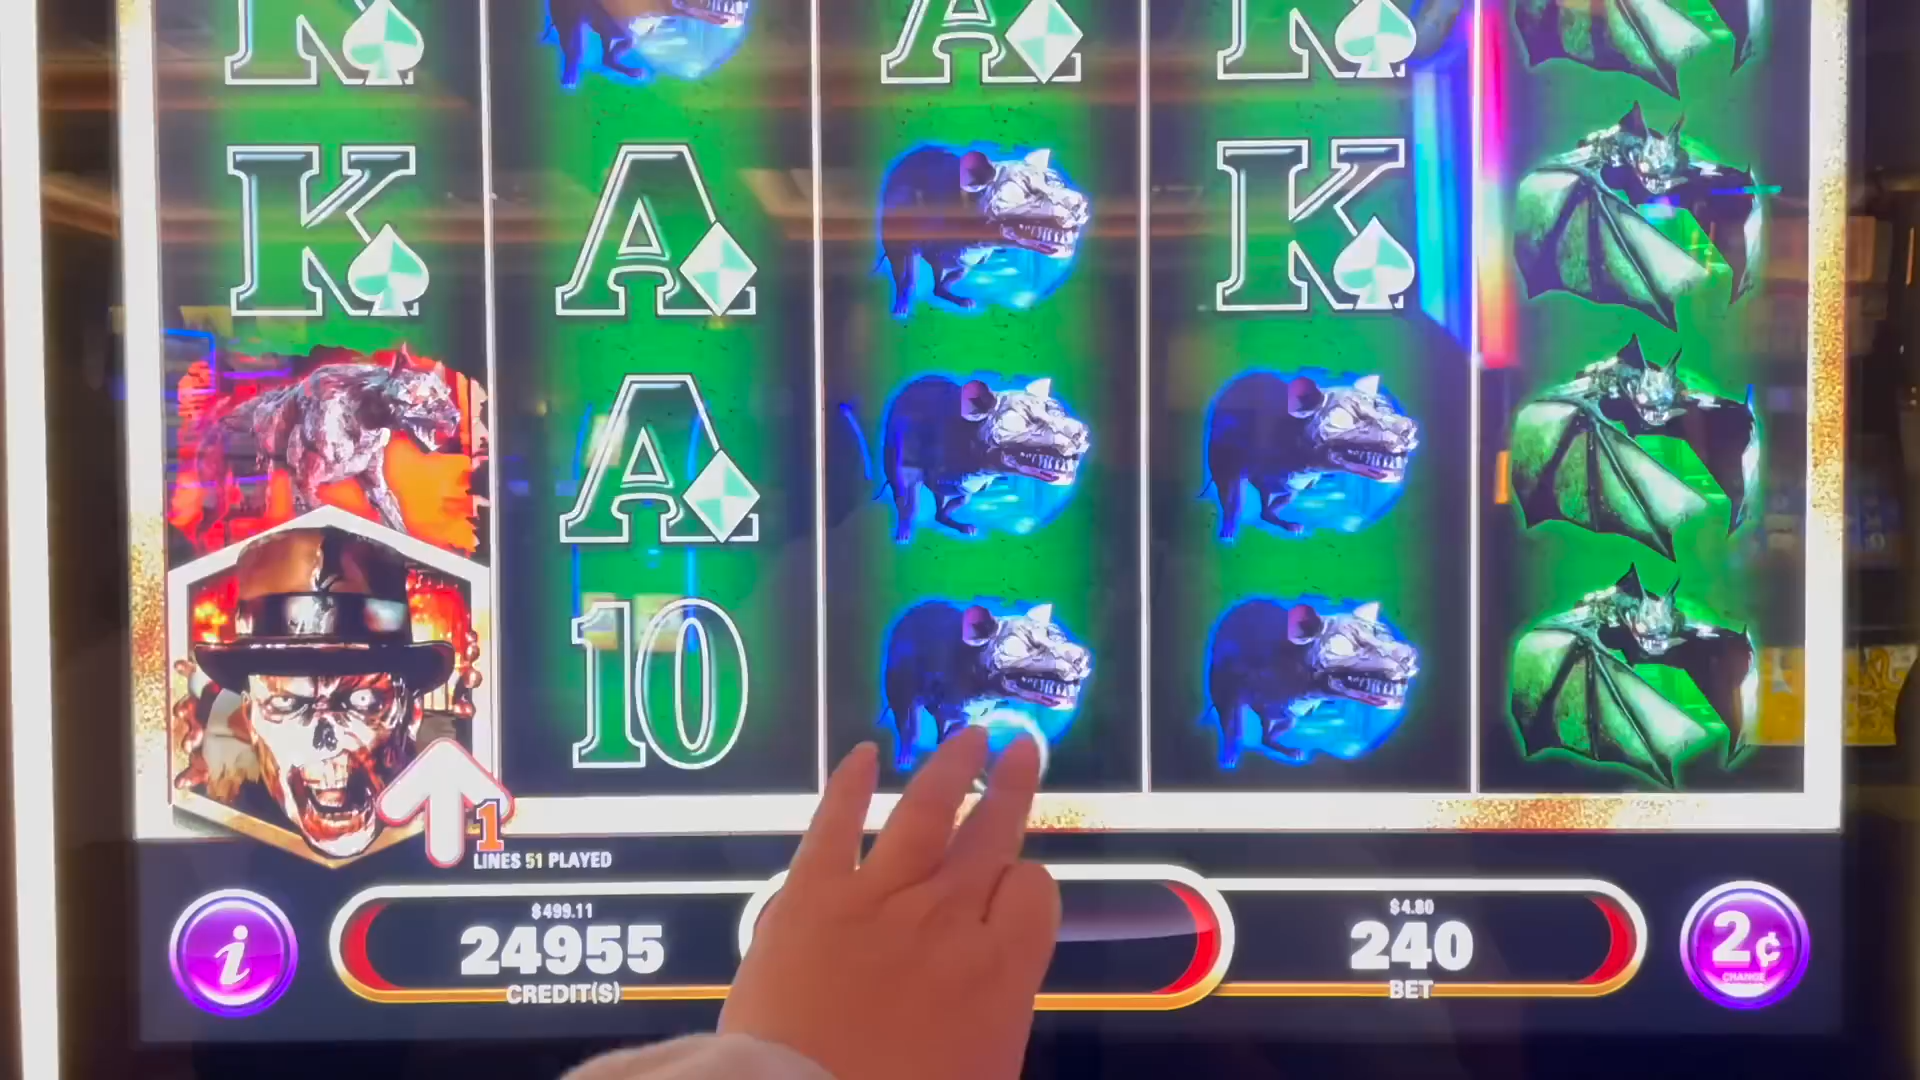 K A K
K A K
A
10
1
LINES 51 PLAYED
$499.11
24955
CREDIT(S)
$4.80
240
BET
i
2¢
CHANGE